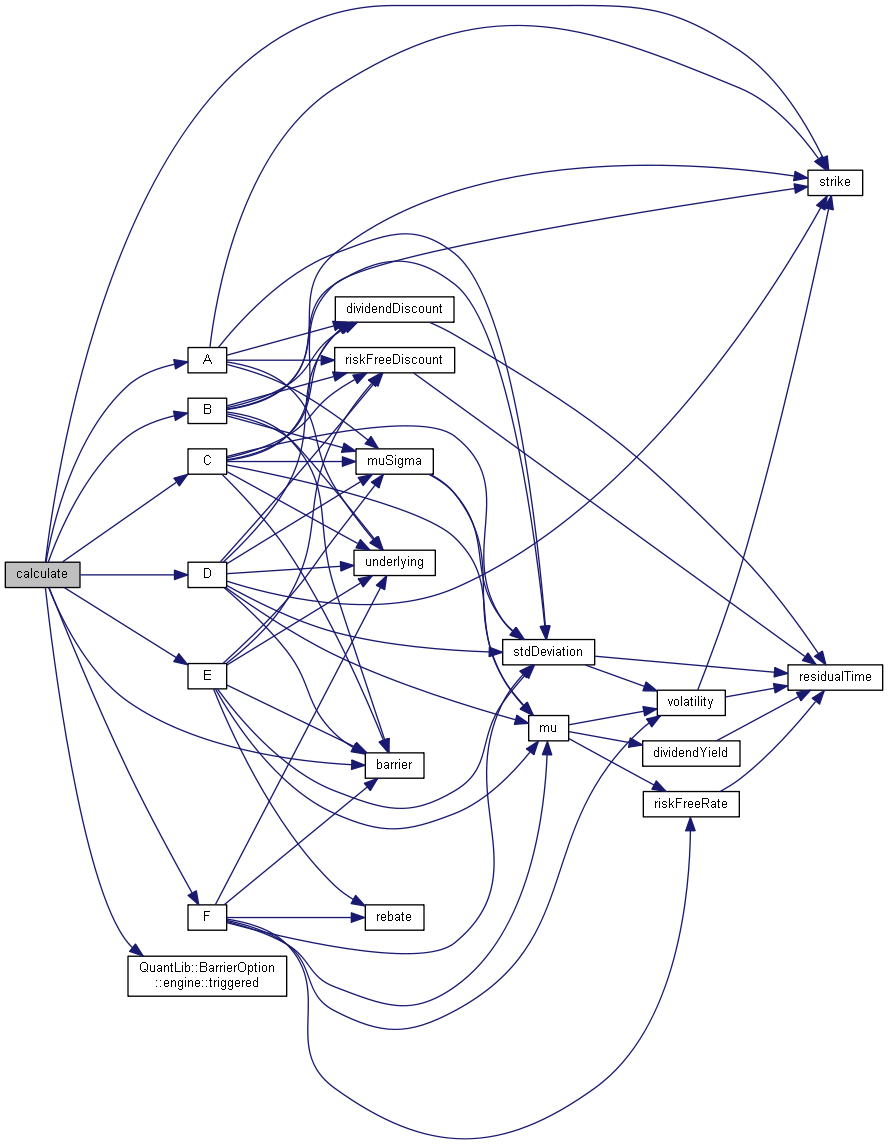 strike
dividendDiscount
A
riskFreeDiscount
B
C
muSigma
underlying
calculate
D
stdDeviation
E
residualTime
volatility
mu
dividendYield
barrier
riskFreeRate
F
rebate
QuantLib::BarrierOption
::engine::triggered